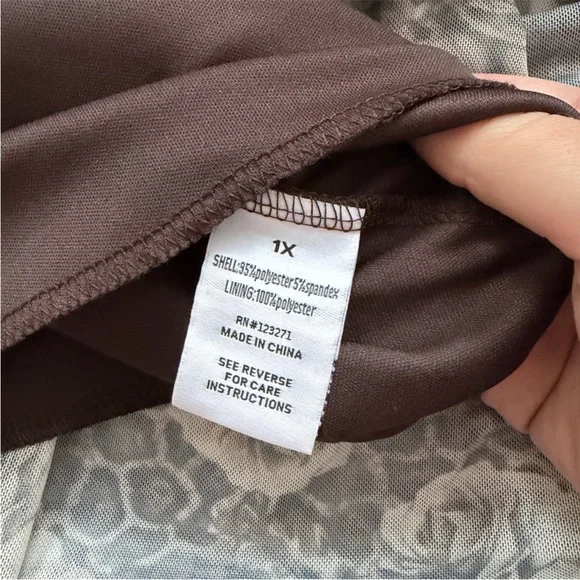 1X
SHELL:95%polyester5%spandex
LINING:100%polyester
RN#123271
MADE IN CHINA
SEE REVERSE
FOR CARE
INSTRUCTIONS